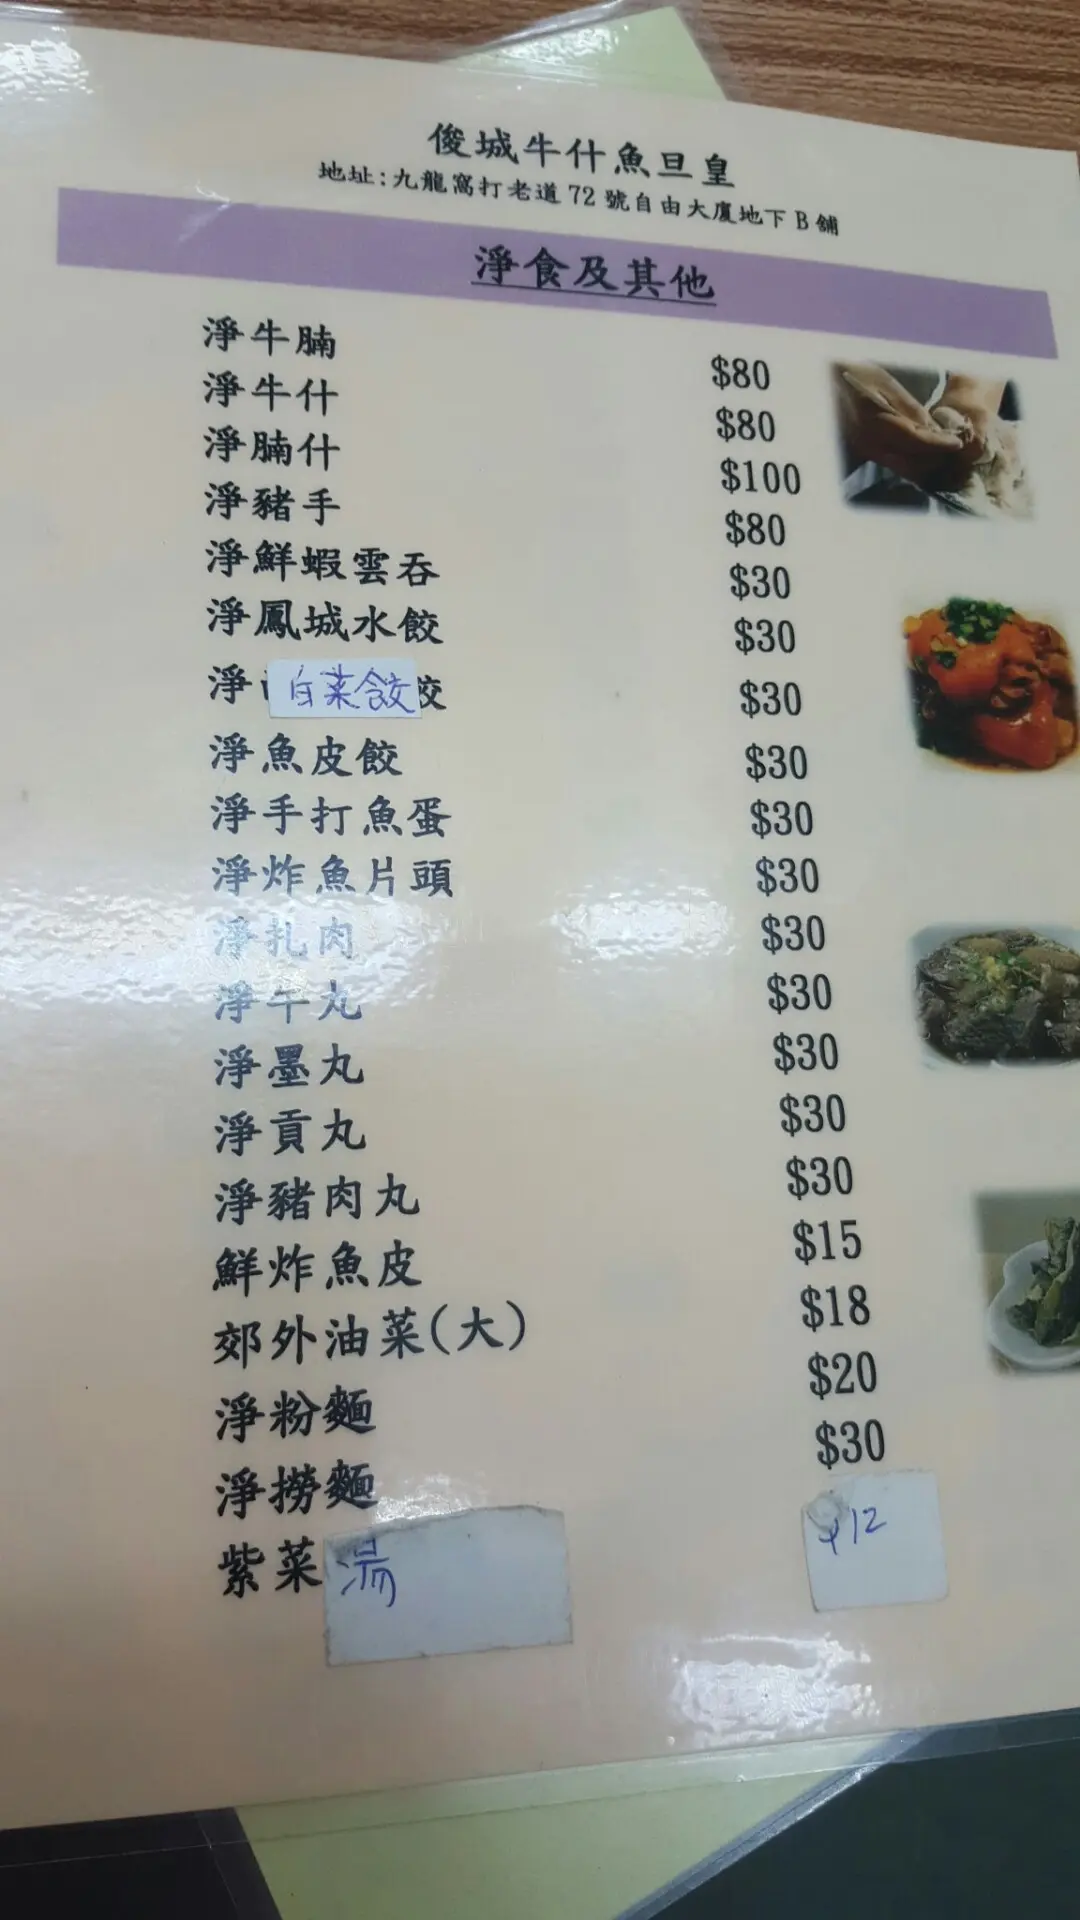 俊城牛什魚旦皇
地址:九龍窩打老道72號自由大廈地下B舖
淨食及其他
淨牛腩 $80
淨牛什 $80
淨腩什 $100
淨豬手 $80
淨鮮蝦雲吞 $30
淨鳳城水餃 $30
淨白菜餃餃 $30
淨魚皮餃 $30
淨手打魚蛋 $30
淨炸魚片頭 $30
淨扎肉 $30
淨牛丸 $30
淨墨丸 $30
淨貢丸 $30
淨豬肉丸 $30
鮮炸魚皮 $15
郊外油菜(大) $18
淨粉麵 $20
淨撈麵 $30
紫菜湯 $12